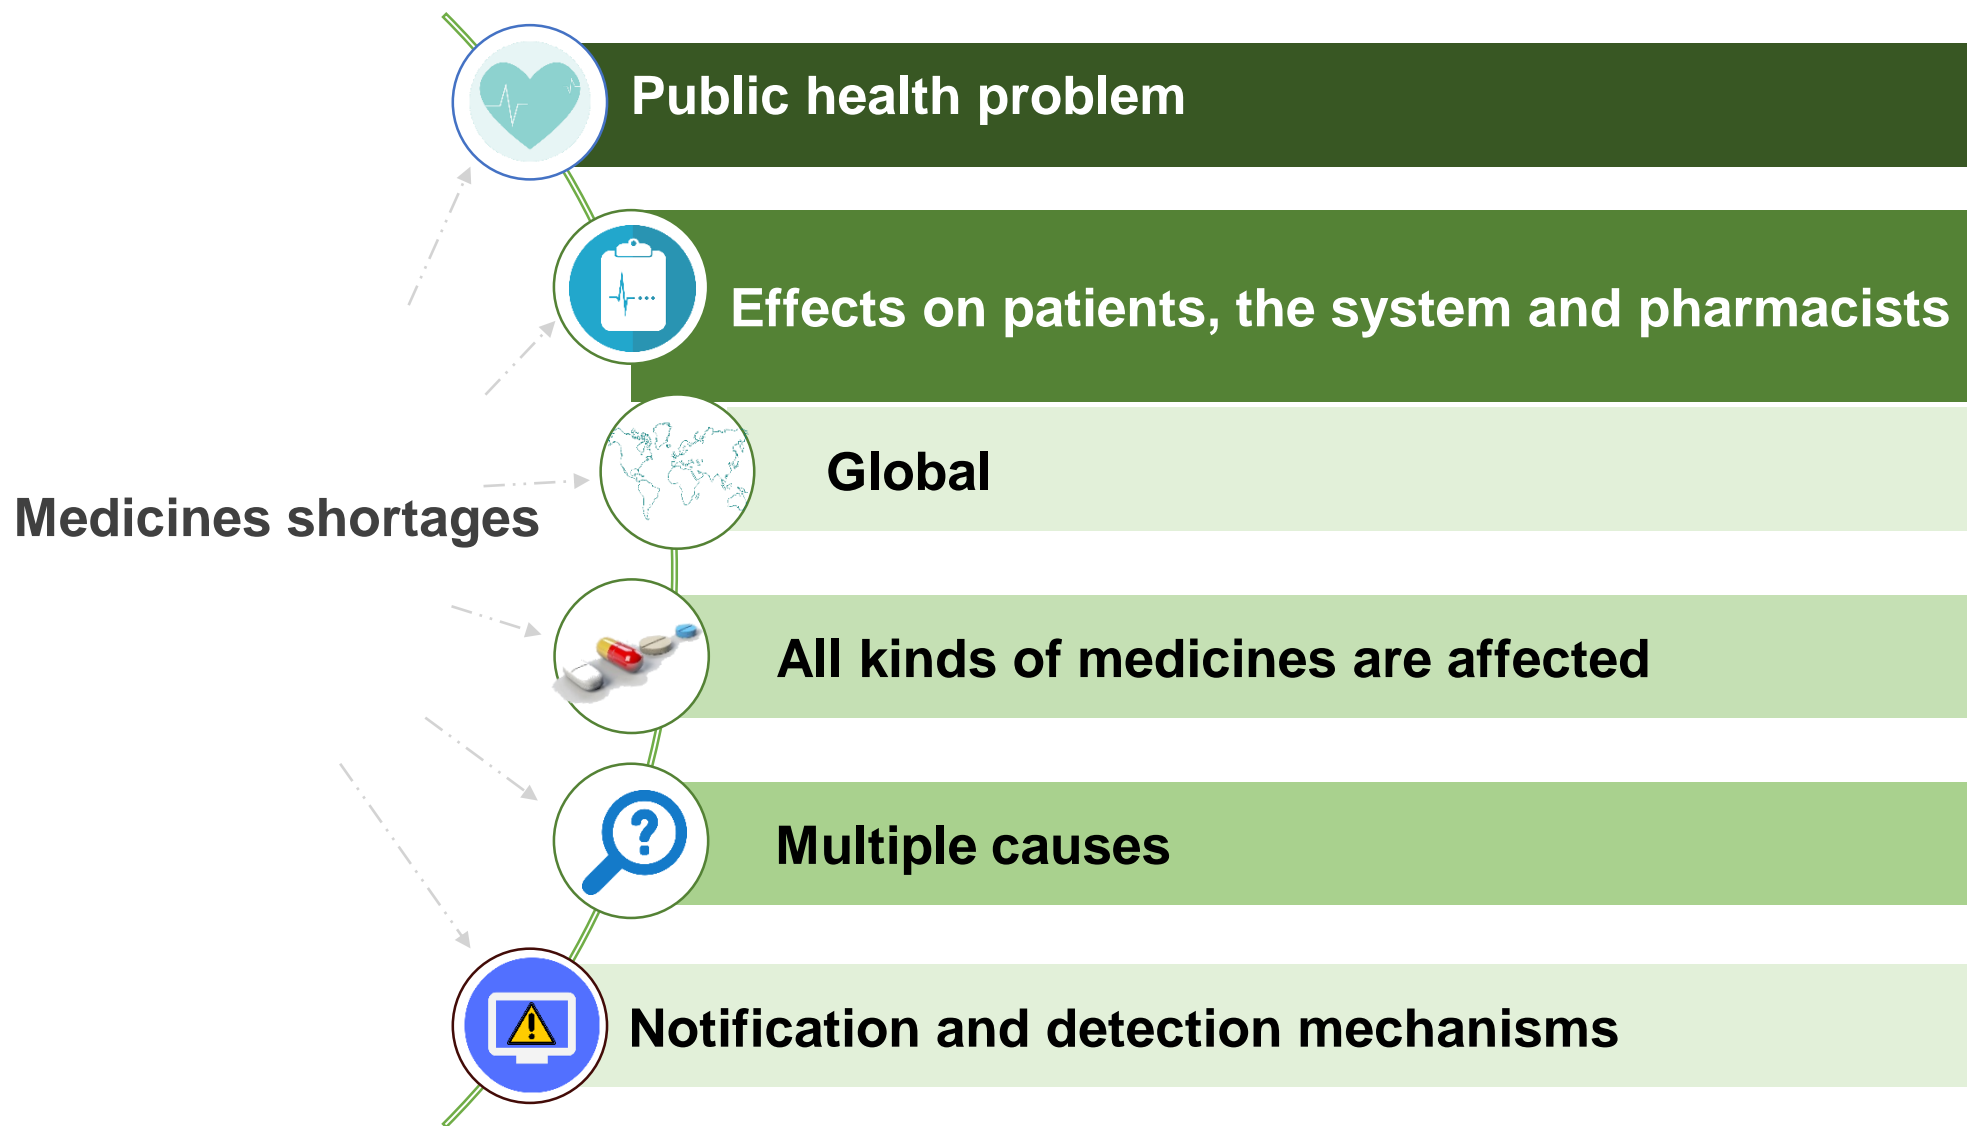 Public health problem
Effects on patients, the system and pharmacists
Global
Medicines shortages
All kinds of medicines are affected
Multiple causes
Notification and detection mechanisms